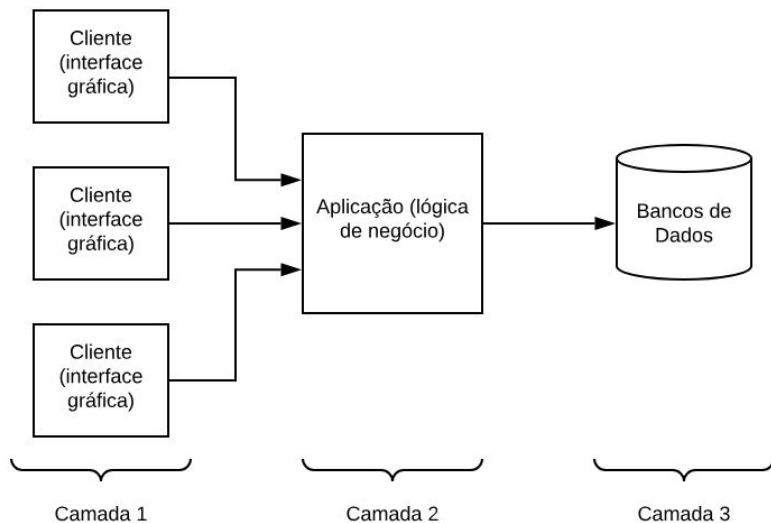 Cliente
(interface
gráfica)
Cliente
(interface
gráfica)
Cliente
(interface
gráfica)
Aplicação (lógica
de negócio)
Bancos de
Dados
Camada 1
Camada 2
Camada 3